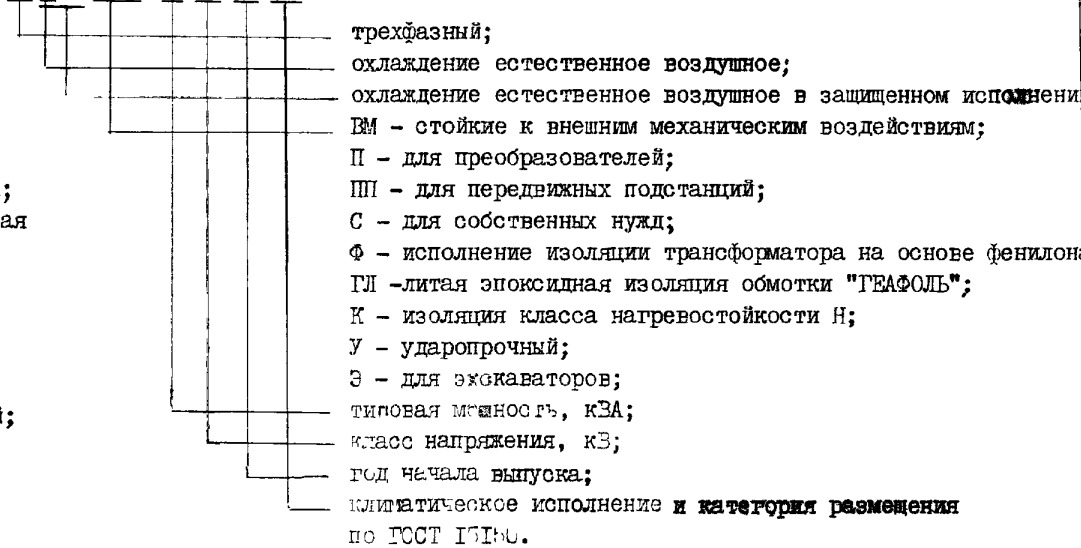 трехфазный;
охлаждение естественное воздушное;
охлаждение естественное воздушное в защищенном исполнении
ВМ - стойкие к внешним механическим воздействиям;
П - для преобразователей;
ПП - для передвижных подстанций;
;
С - для собственных нужд;
ая
Ф - исполнение изоляции трансформатора на основе фенилона
ГЛ -литая эпоксидная изоляция обмотки "ГЕАФОЛЬ";
К - изоляция класса нагревостойкости Н;
У - ударопрочный;
Э - для экскаваторов;
типовая мощность, кВА;
;
класс напряжения, кВ;
год начала выпуска;
климатическое исполнение и категория размещения
по ГОСТ 15150.